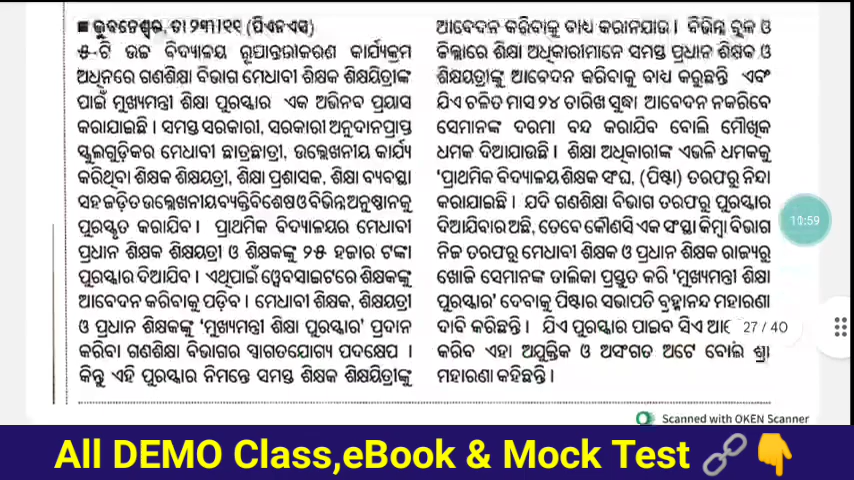 ■ ଭୁବନେଶ୍ୱର, ତା ୨୩ା୧୧ (ପିଏନଏସ)
୫-ଟି ଉଚ୍ଚ ବିଦ୍ୟାଳୟ ରୂପାନ୍ତରୀକରଣ କାର୍ଯ୍ୟକ୍ରମ
ଅଧିନରେ ଗଣଶିକ୍ଷା ବିଭାଗ ମେଧାବୀ ଶିକ୍ଷକ ଶିକ୍ଷୟିତ୍ରୀଙ୍କ
ପାଇଁ ମୁଖ୍ୟମନ୍ତ୍ରୀ ଶିକ୍ଷା ପୁରସ୍କାର ଏକ ଅଭିନବ ପ୍ରୟାସ
କରାଯାଇଛି । ସମସ୍ତ ସରକାରୀ, ସରକାରୀ ଅନୁଦାନପ୍ରାପ୍ତ
ସ୍କୁଲଗୁଡ଼ିକର ମେଧାବୀ ଛାତ୍ରଛାତ୍ରୀ, ଉଲ୍ଲେଖନୀୟ କାର୍ଯ୍ୟ
କରିଥିବା ଶିକ୍ଷକ ଶିକ୍ଷୟତ୍ରୀ, ଶିକ୍ଷା ପ୍ରଶାସକ, ଶିକ୍ଷା ବ୍ୟବସ୍ଥା
ସହ ଜଡ଼ିତ ଉଲ୍ଲେଖନୀୟ ବ୍ୟକ୍ତିବିଶେଷ ଓ ବିଭିନ୍ନ ଅନୁଷ୍ଠାନକୁ
ପୁରସ୍କୃତ କରାଯିବ । ପ୍ରାଥମିକ ବିଦ୍ୟାଳୟର ମେଧାବୀ
ପ୍ରଧାନ ଶିକ୍ଷକ ଶିକ୍ଷୟତ୍ରୀ ଓ ଶିକ୍ଷକଙ୍କୁ ୨୫ ହଜାର ଟଙ୍କା
ପୁରସ୍କାର ଦିଆଯିବ । ଏଥିପାଇଁ ୱେବସାଇଟରେ ଶିକ୍ଷକଙ୍କୁ
ଆବେଦନ କରିବାକୁ ପଡ଼ିବ । ମେଧାବୀ ଶିକ୍ଷକ, ଶିକ୍ଷୟତ୍ରୀ
ଓ ପ୍ରଧାନ ଶିକ୍ଷକଙ୍କୁ 'ମୁଖ୍ୟମନ୍ତ୍ରୀ ଶିକ୍ଷା ପୁରସ୍କାର' ପ୍ରଦାନ
କରିବା ଗଣଶିକ୍ଷା ବିଭାଗର ସ୍ୱାଗତଯୋଗ୍ୟ ପଦକ୍ଷେପ ।
କିନ୍ତୁ ଏହି ପୁରସ୍କାର ନିମନ୍ତେ ସମସ୍ତ ଶିକ୍ଷକ ଶିକ୍ଷୟିତ୍ରୀଙ୍କୁ
ଆବେଦନ କରିବାକୁ ବାଧ୍ୟ କରାନଯାଉ । ବିଭିନ୍ନ ବ୍ଲକ ଓ
ଜିଲ୍ଲାରେ ଶିକ୍ଷା ଅଧିକାରୀମାନେ ସମସ୍ତ ପ୍ରଧାନ ଶିକ୍ଷକ ଓ
ଶିକ୍ଷୟତ୍ରୀଙ୍କୁ ଆବେଦନ କରିବାକୁ ବାଧ୍ୟ କରୁଛନ୍ତି ଏବଂ
ଯିଏ ଚଳିତ ମାସ ୨୪ ତାରିଖ ସୁଦ୍ଧା ଆବେଦନ ନକରିବେ
ସେମାନଙ୍କ ଦରମା ବନ୍ଦ କରାଯିବ ବୋଲି ମୌଖିକ
ଧମକ ଦିଆଯାଉଛି । ଶିକ୍ଷା ଅଧିକାରୀଙ୍କ ଏଭଳି ଧମକକୁ
'ପ୍ରାଥମିକ ବିଦ୍ୟାଳୟ ଶିକ୍ଷକ ସଂଘ, (ପିଷ୍ଟା) ତରଫରୁ ନିନ୍ଦା
କରାଯାଇଛି । ଯଦି ଗଣଶିକ୍ଷା ବିଭାଗ ତରଫରୁ ପୁରସ୍କାର
ଦିଆଯିବାର ଅଛି, ତେବେ କୌଣସି ଏକ ସଂସ୍ଥା କିମ୍ବା ବିଭାଗ
ନିଜ ତରଫରୁ ମେଧାବୀ ଶିକ୍ଷକ ଓ ପ୍ରଧାନ ଶିକ୍ଷକ ରାଜ୍ୟରୁ
ଖୋଜି ସେମାନଙ୍କ ତାଲିକା ପ୍ରସ୍ତୁତ କରି 'ମୁଖ୍ୟମନ୍ତ୍ରୀ ଶିକ୍ଷା
ପୁରସ୍କାର' ଦେବାକୁ ପିଷ୍ଟାର ସଭାପତି ବ୍ରହ୍ମାନନ୍ଦ ମହାରଣା
ଦାବି କରିଛନ୍ତି । ଯିଏ ପୁରସ୍କାର ପାଇବ ସିଏ
କରିବ ଏହା ଅଯୁକ୍ତିକ ଓ ଅସଂଗତ ଅଟେ ବୋଲି ଶ୍ରୀ
ମହାରଣା କହିଛନ୍ତି ।
27 / 40
Scanned with OKEN Scanner
All DEMO Class,eBook & Mock Test